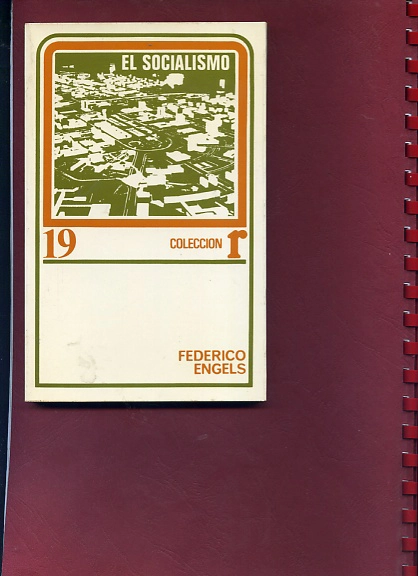 EL SOCIALISMO
19 COLECCION r
FEDERICO
ENGELS